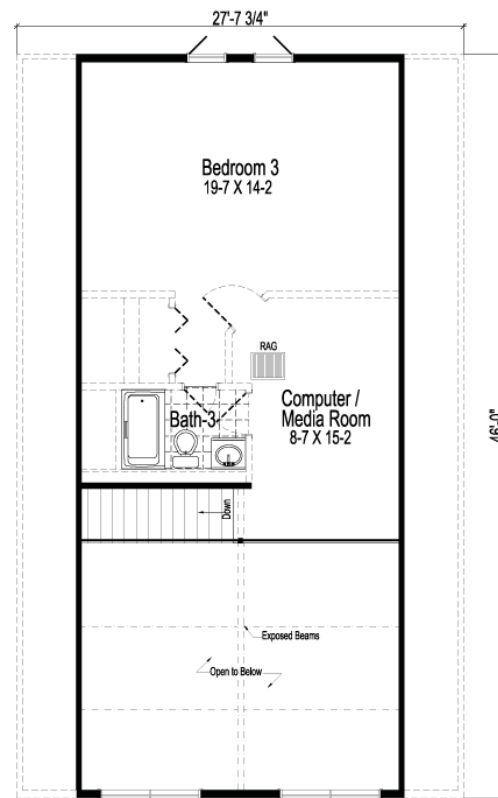 27'-7 3/4"
Bedroom 3
19-7 X 14-2
RAG
Computer /
Media Room
8-7 X 15-2
Bath-3
46'-0"
Down
Exposed Beams
Open to Below